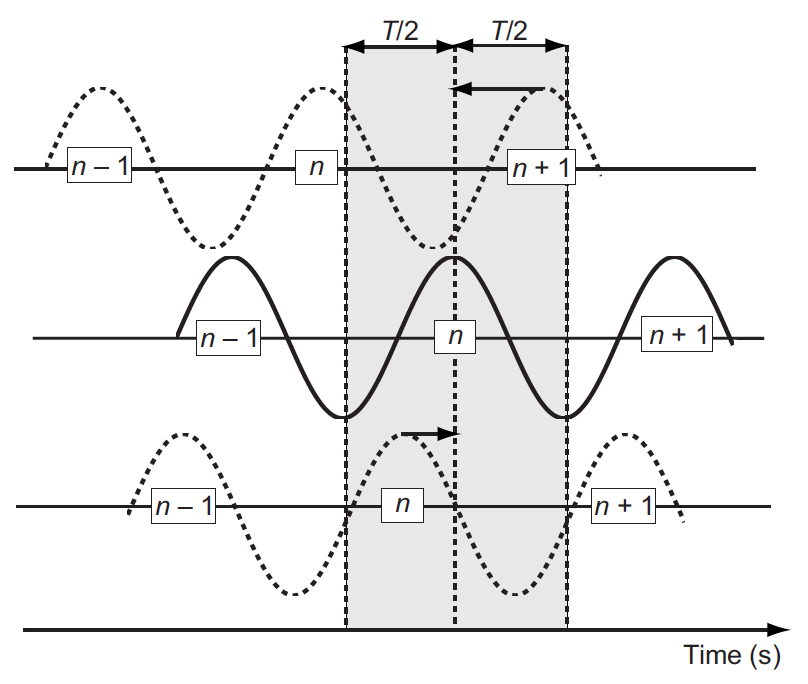 T/2 T/2
n – 1 n n + 1
n – 1 n n + 1
n – 1 n n + 1
Time (s)